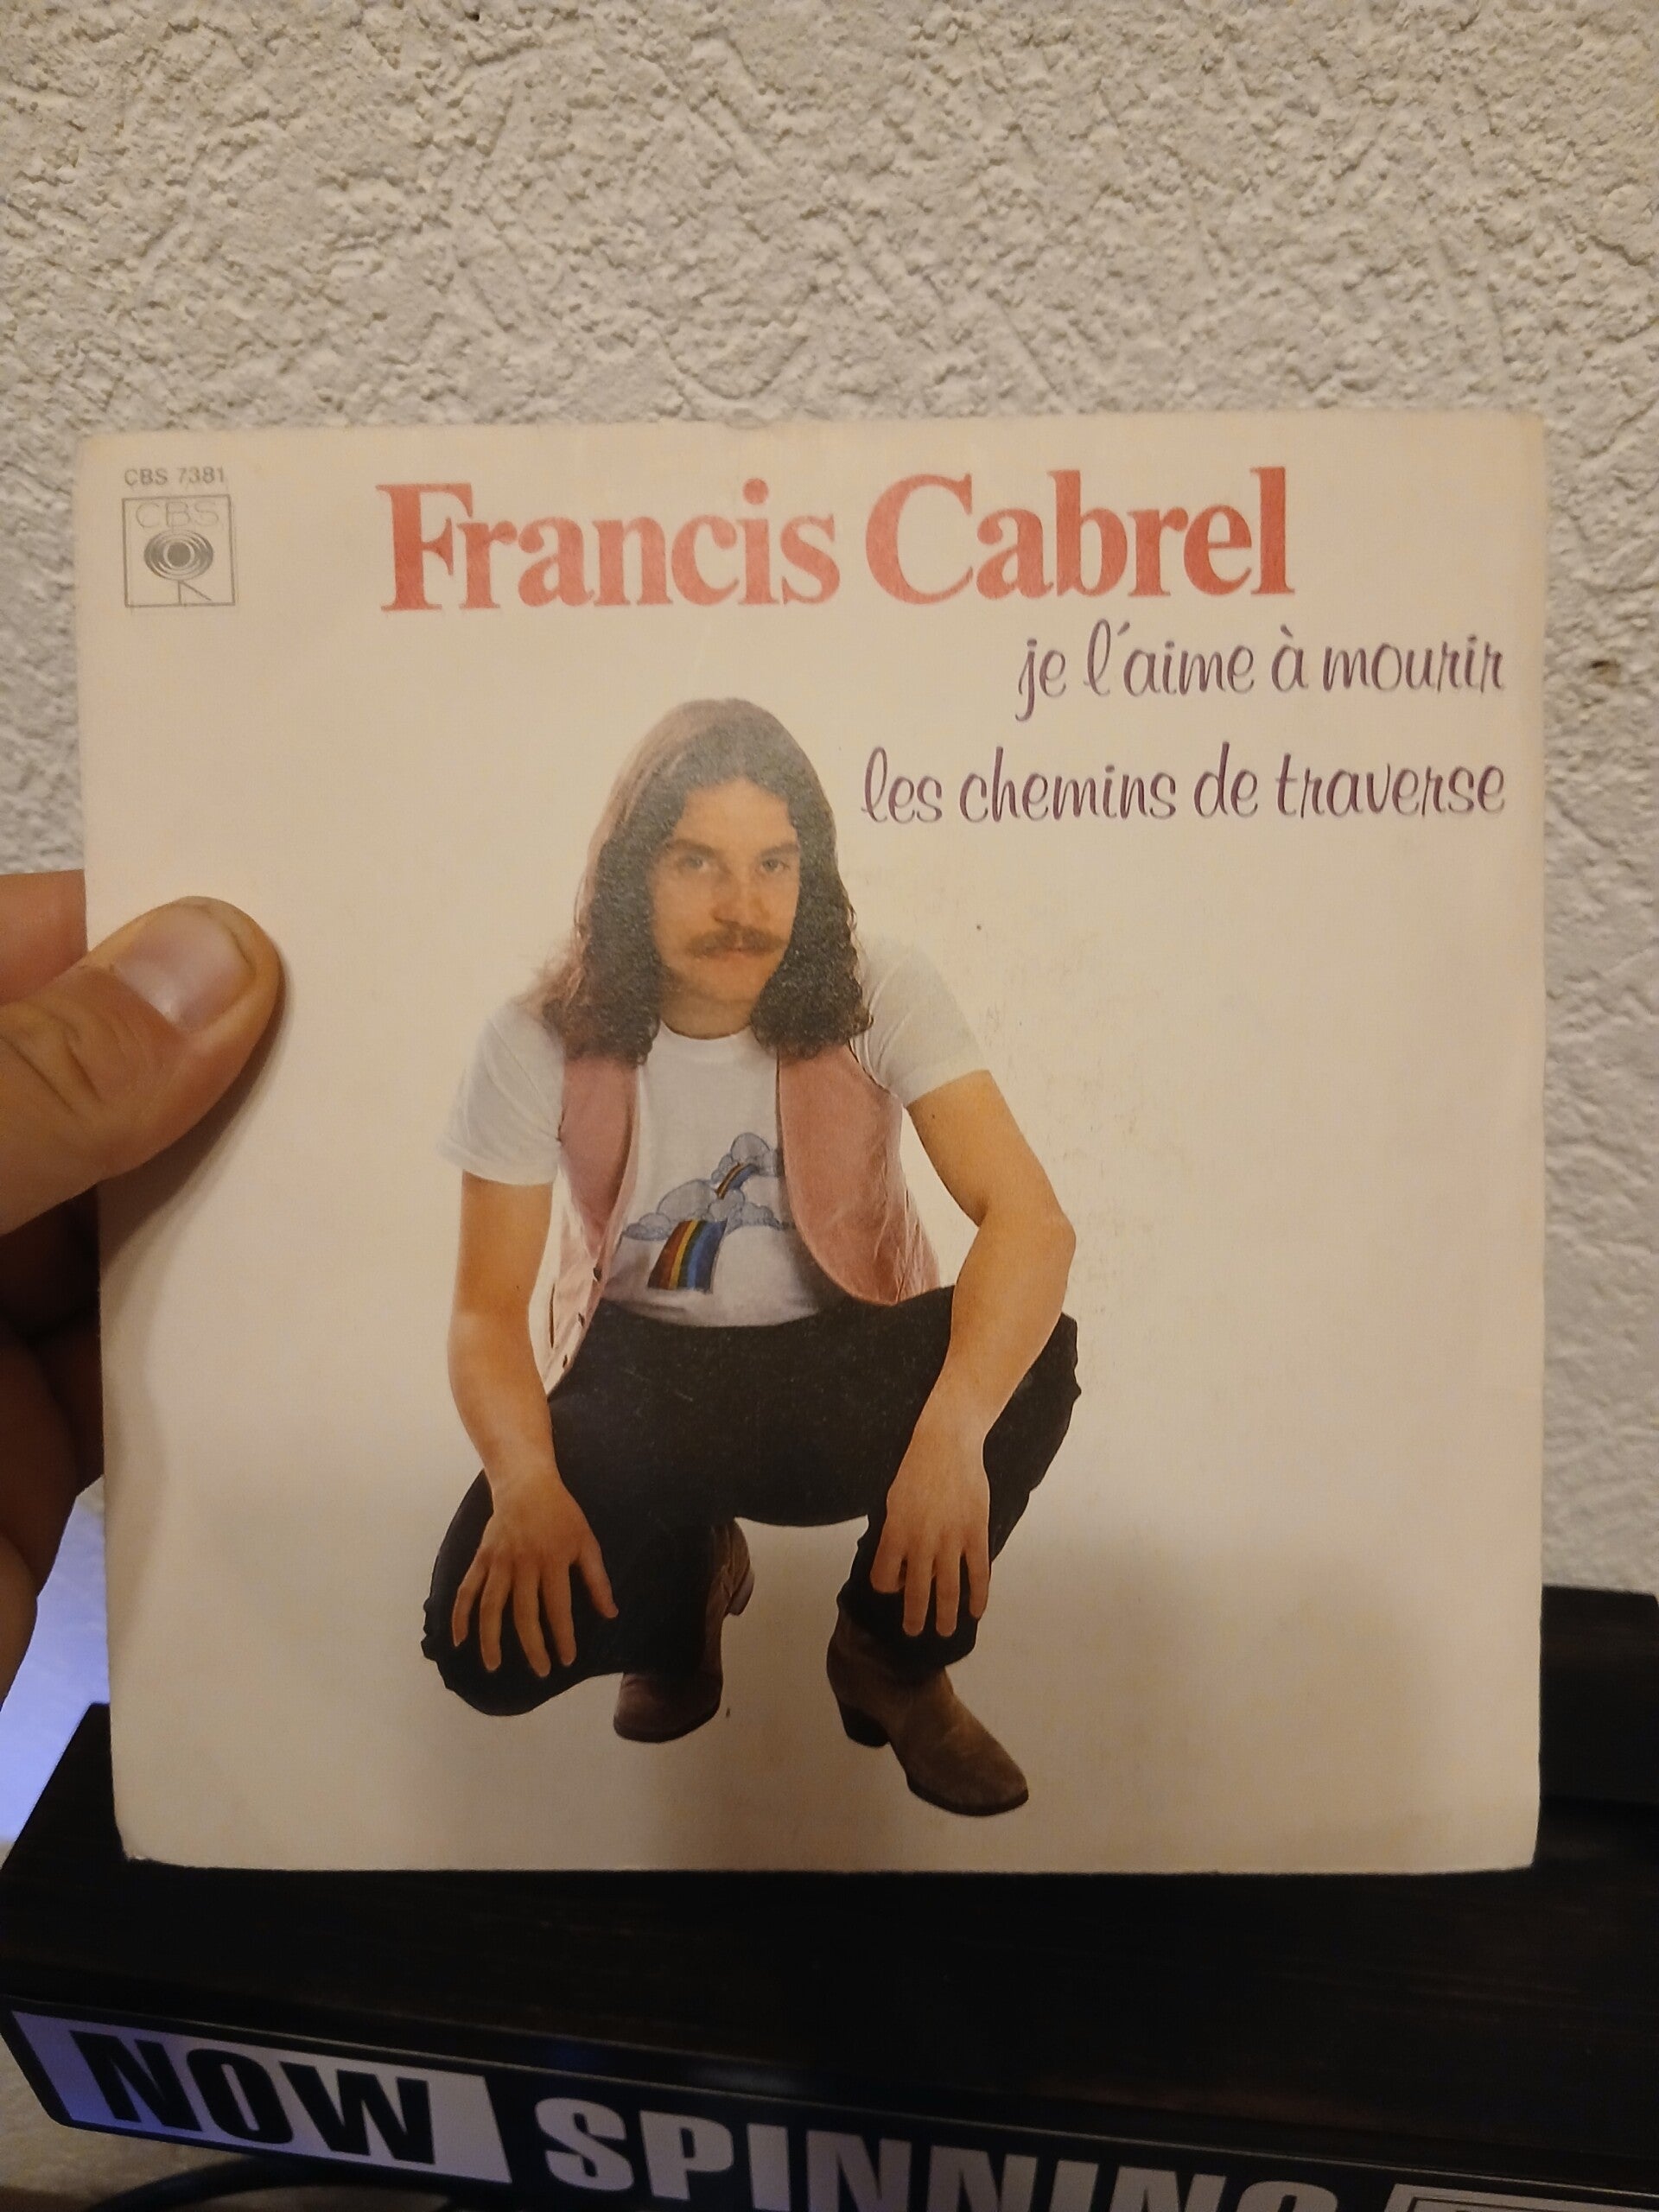 CBS 7381
CBS
Francis Cabrel
je l'aime à mourir
les chemins de traverse
NOW SPINNING